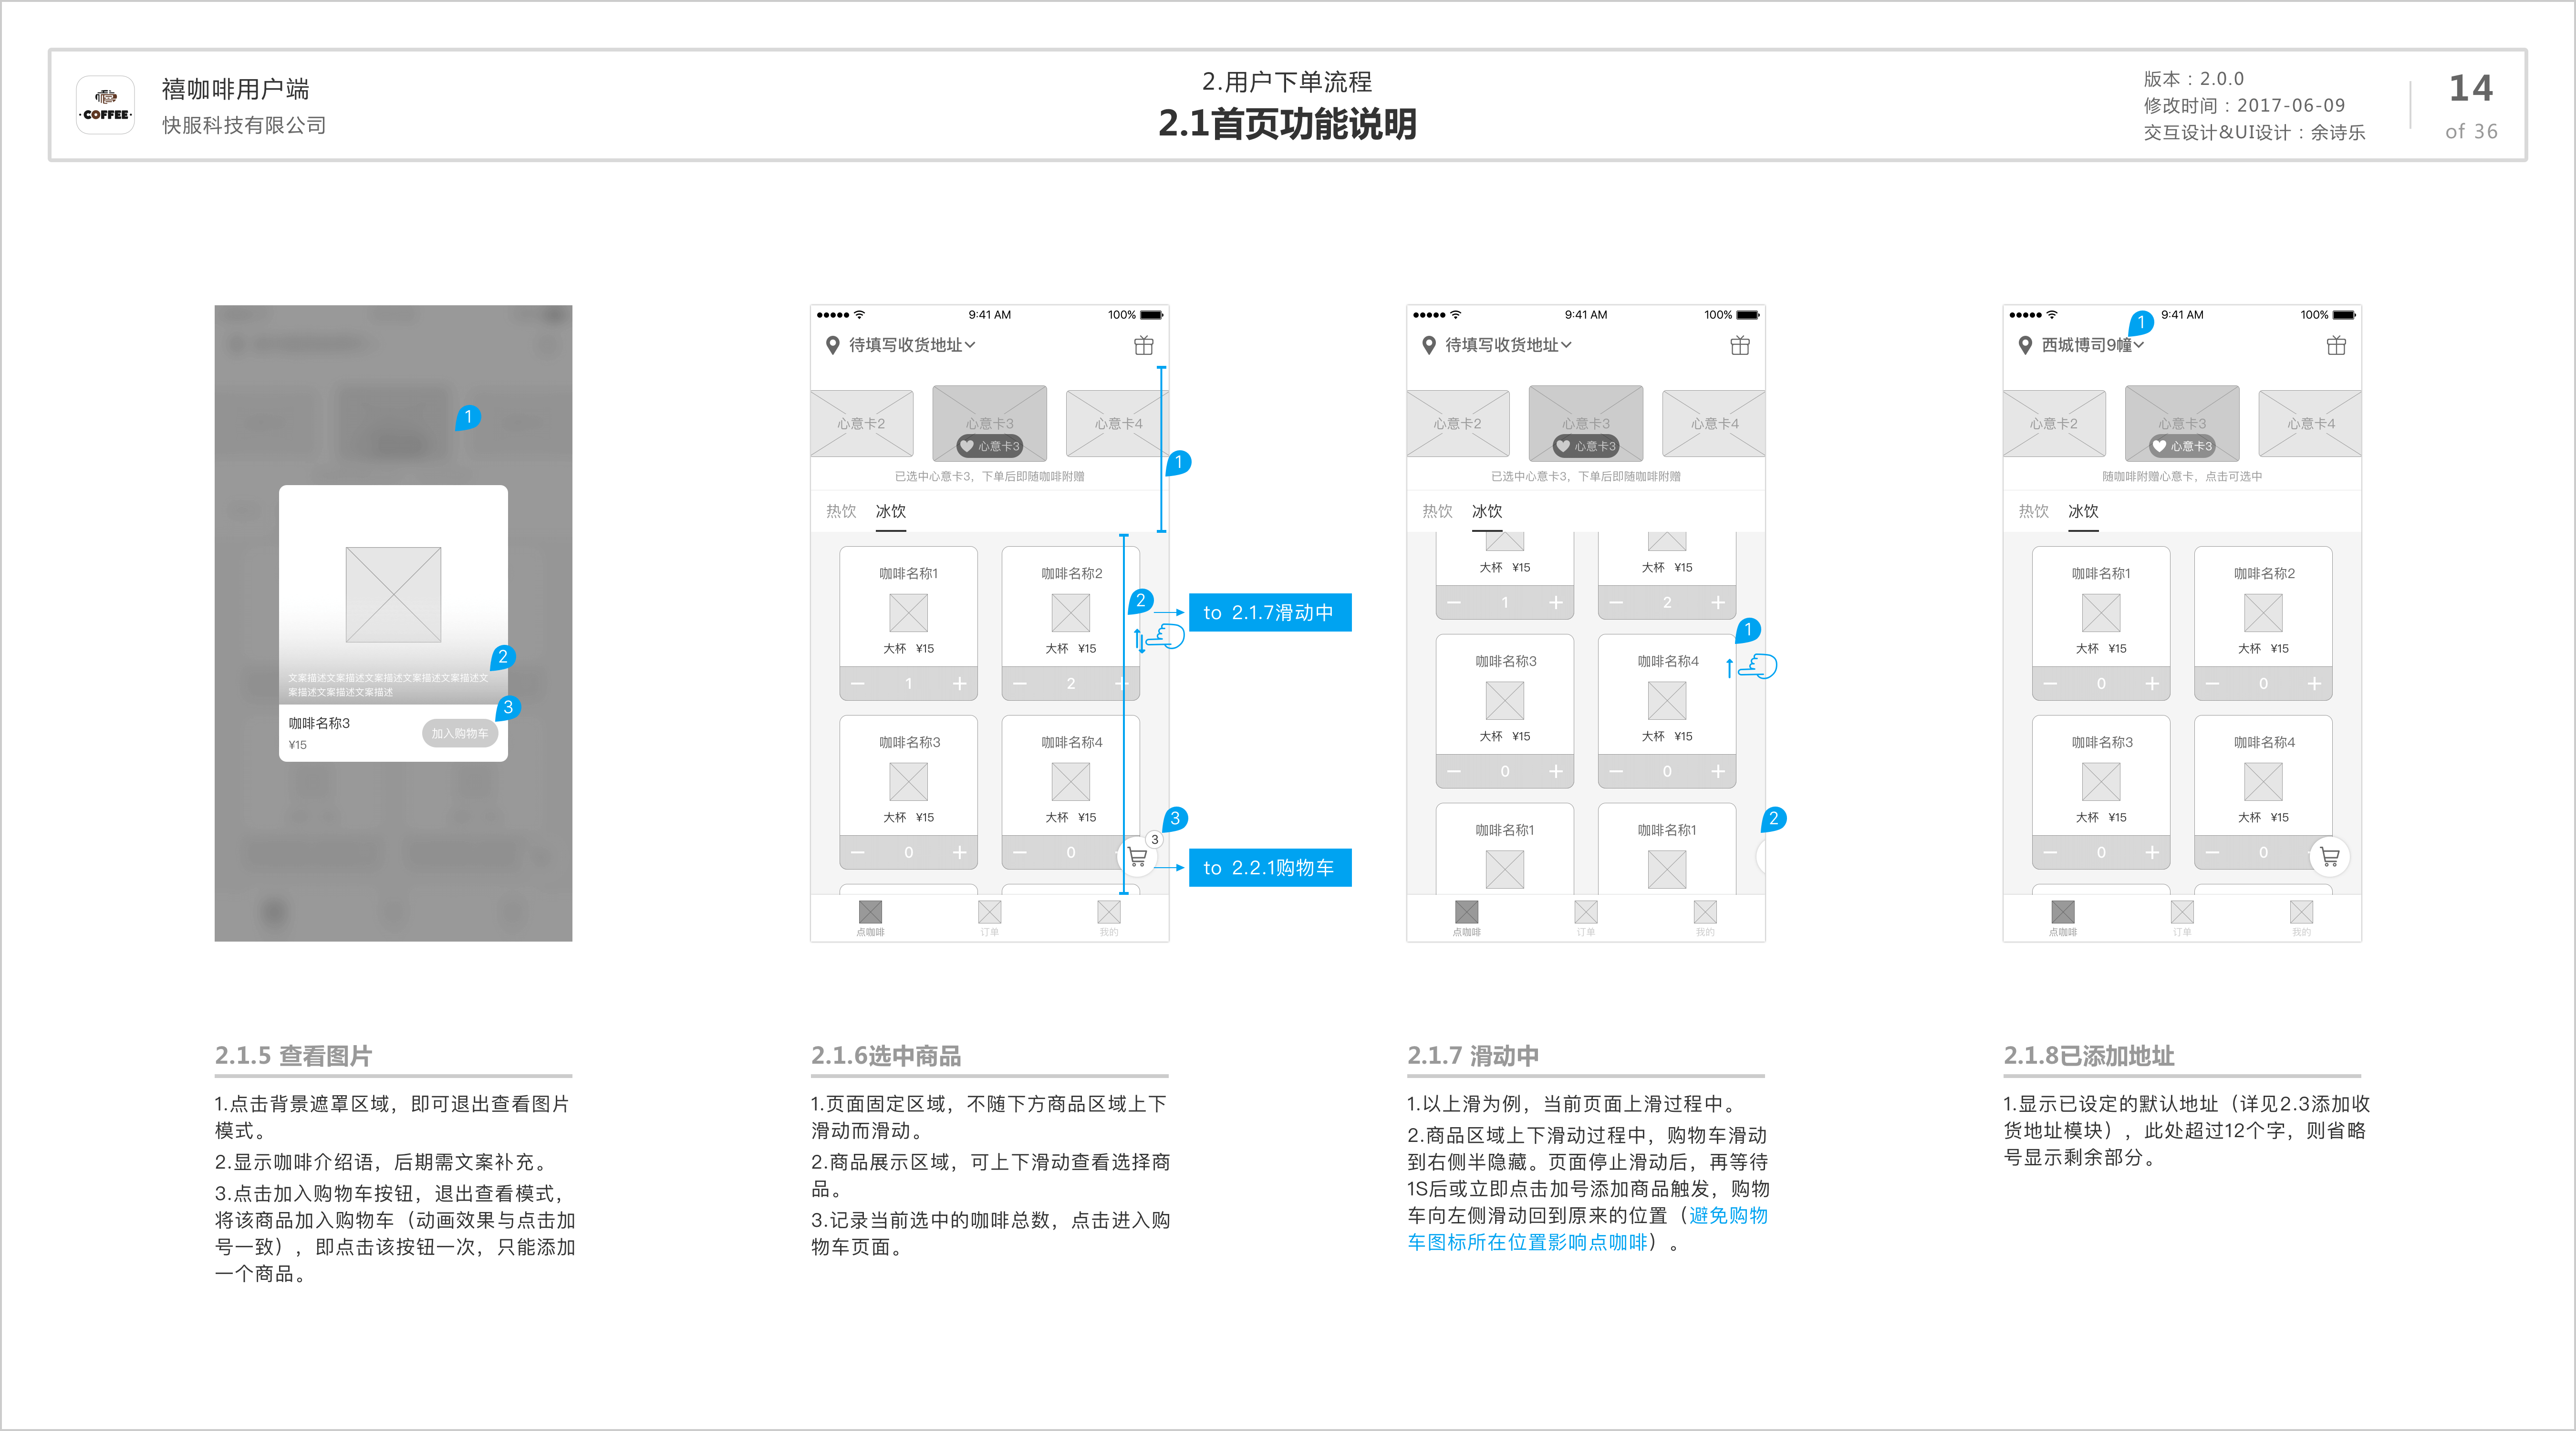 ·COFFEE·
禧咖啡用户端
快服科技有限公司
2.用户下单流程
2.1首页功能说明
版本：2.0.0
修改时间：2017-06-09
交互设计&UI设计：余诗乐
14
of 36
1
2
文案描述文案描述文案描述文案描述文案描述文
案描述文案描述文案描述
3
咖啡名称3
¥15
加入购物车
9:41 AM
100%
待填写收货地址
心意卡2
心意卡3
心意卡4
心意卡3
1
已选中心意卡3，下单后即随咖啡附赠
热饮
冰饮
咖啡名称1
咖啡名称2
2
to 2.1.7滑动中
大杯 ¥15
大杯 ¥15
1
2
咖啡名称3
咖啡名称4
大杯 ¥15
大杯 ¥15
3
3
0
0
to 2.2.1购物车
点咖啡
订单
我的
9:41 AM
100%
待填写收货地址
心意卡2
心意卡3
心意卡4
心意卡3
已选中心意卡3，下单后即随咖啡附赠
热饮
冰饮
大杯 ¥15
大杯 ¥15
1
2
1
咖啡名称3
咖啡名称4
大杯 ¥15
大杯 ¥15
0
0
2
咖啡名称1
咖啡名称1
点咖啡
订单
我的
9:41 AM
100%
1
西城博司9幢
心意卡2
心意卡3
心意卡4
心意卡3
随咖啡附赠心意卡，点击可选中
热饮
冰饮
咖啡名称1
咖啡名称2
大杯 ¥15
大杯 ¥15
0
0
咖啡名称3
咖啡名称4
大杯 ¥15
大杯 ¥15
0
0
点咖啡
订单
我的
2.1.5 查看图片
1.点击背景遮罩区域，即可退出查看图片
模式。
2.显示咖啡介绍语，后期需文案补充。
3.点击加入购物车按钮，退出查看模式，
将该商品加入购物车（动画效果与点击加
号一致），即点击该按钮一次，只能添加
一个商品。
2.1.6选中商品
1.页面固定区域，不随下方商品区域上下
滑动而滑动。
2.商品展示区域，可上下滑动查看选择商
品。
3.记录当前选中的咖啡总数，点击进入购
物车页面。
2.1.7 滑动中
1.以上滑为例，当前页面上滑过程中。
2.商品区域上下滑动过程中，购物车滑动
到右侧半隐藏。页面停止滑动后，再等待
1S后或立即点击加号添加商品触发，购物
车向左侧滑动回到原来的位置（避免购物
车图标所在位置影响点咖啡）。
2.1.8已添加地址
1.显示已设定的默认地址（详见2.3添加收
货地址模块），此处超过12个字，则省略
号显示剩余部分。